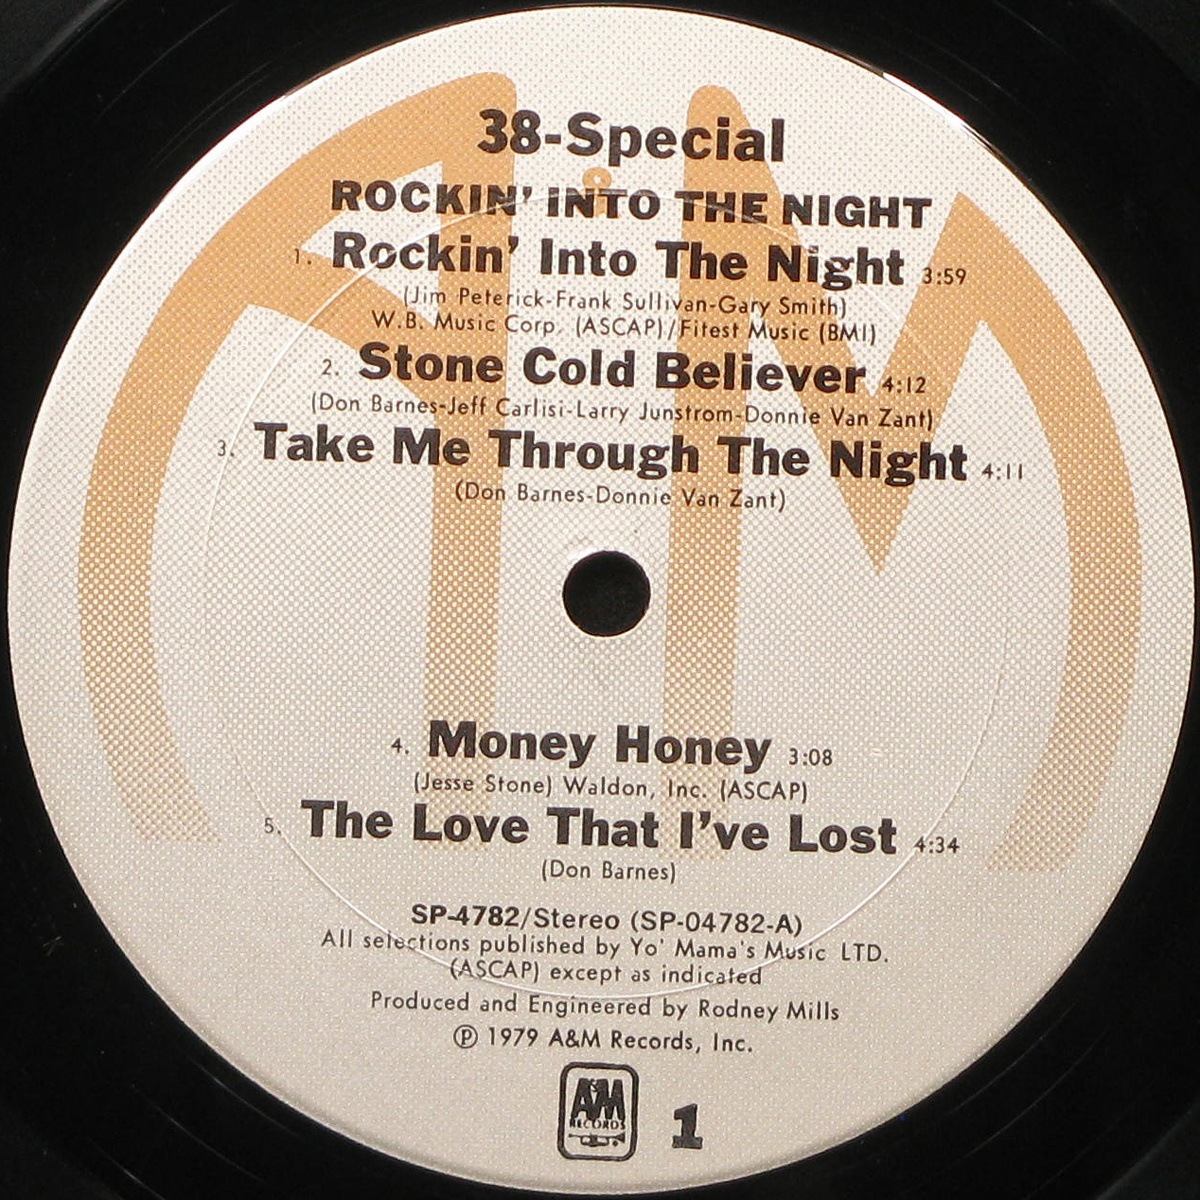 38-Special
ROCKIN' INTO THE NIGHT
1. Rockin' Into The Night 3:59
(Jim Peterick-Frank Sullivan-Gary Smith)
W.B. Music Corp. (ASCAP)/Fitest Music (BMI)
2. Stone Cold Believer 4:12
(Don Barnes-Jeff Carlisi-Larry Junstrom-Donnie Van Zant)
3. Take Me Through The Night 4:11
(Don Barnes-Donnie Van Zant)
4. Money Honey 3:08
(Jesse Stone) Waldon, Inc. (ASCAP)
5. The Love That I've Lost 4:34
(Don Barnes)
SP-4782/Stereo (SP-04782-A)
All selections published by Yo' Mama's Music LTD.
(ASCAP) except as indicated
Produced and Engineered by Rodney Mills
℗ 1979 A&M Records, Inc.
A&M
RECORDS
1